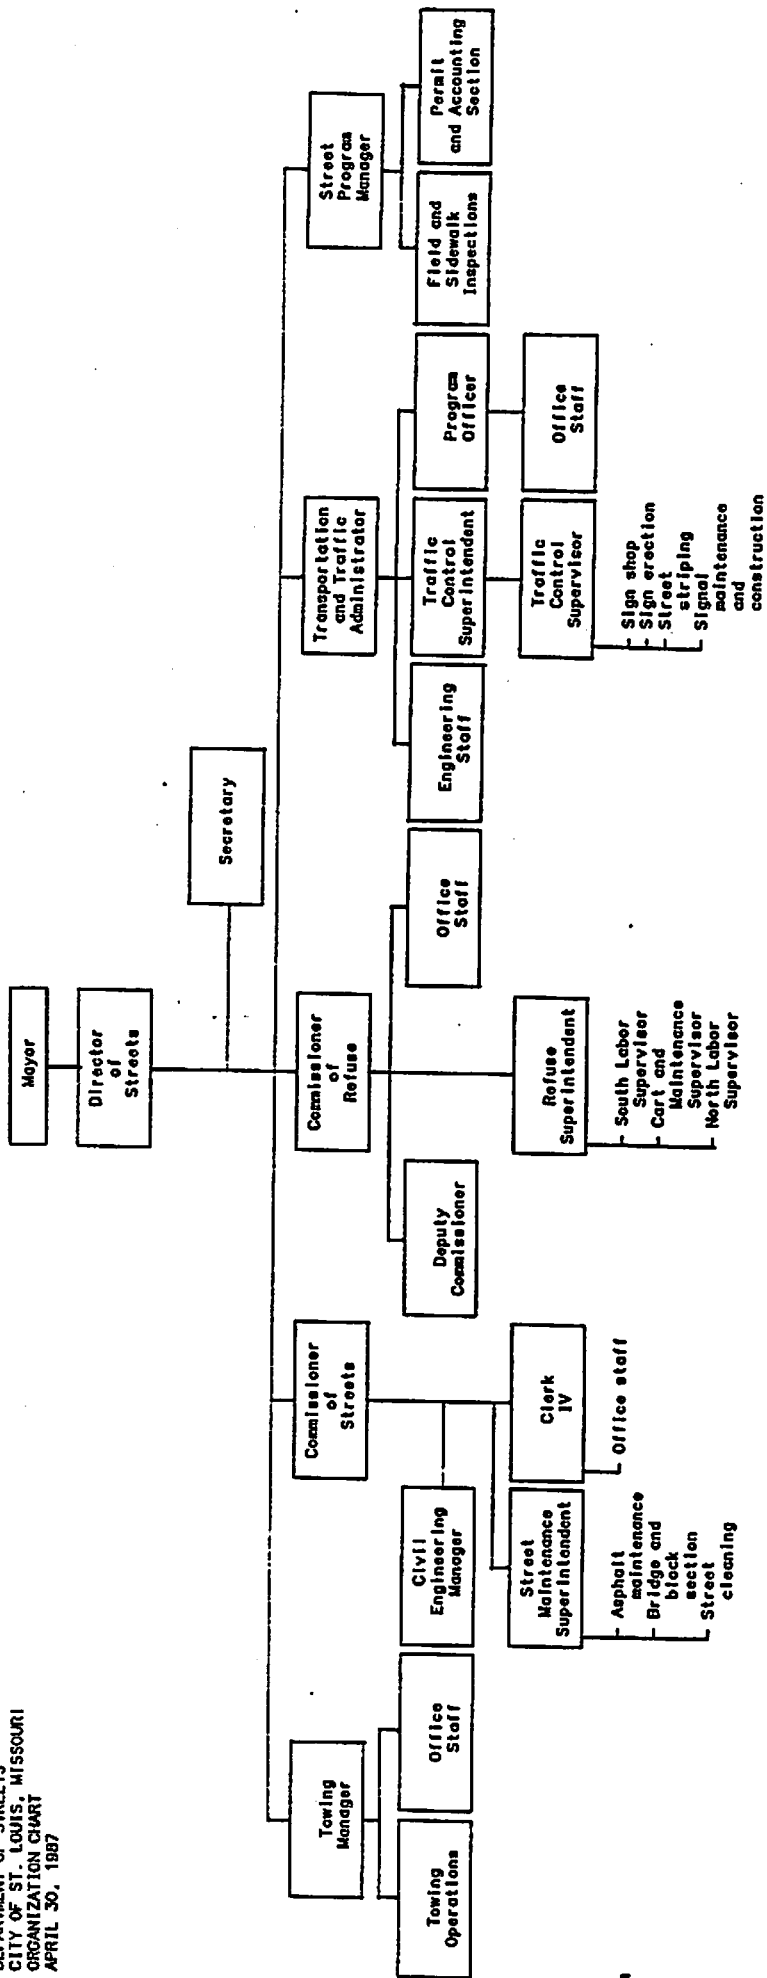 DEPARTMENT OF STREETS
CITY OF ST. LOUIS, MISSOURI
ORGANIZATION CHART
APRIL 30, 1987
Mayor
Director
of
Streets
Secretary
Towing
Manager
Commissioner
of
Streets
Commissioner
of
Refuse
Transportation
and Traffic
Administrator
Street
Program
Manager
Towing
Operations
Office
Staff
Civil
Engineering
Manager
Deputy
Commissioner
Office
Staff
Engineering
Staff
Traffic
Control
Superintendent
Program
Officer
Field and
Sidewalk
Inspections
Permit
and Accounting
Section
Street
Maintenance
Superintendent
Clerk
IV
Refuse
Superintendent
Traffic
Control
Supervisor
Office
Staff
Asphalt
maintenance
Bridge and
block
section
Street
cleaning
Office staff
South Labor
Supervisor
Cart and
Maintenance
Supervisor
North Labor
Supervisor
Sign shop
Sign erection
Street
striping
Signal
maintenance
and
construction